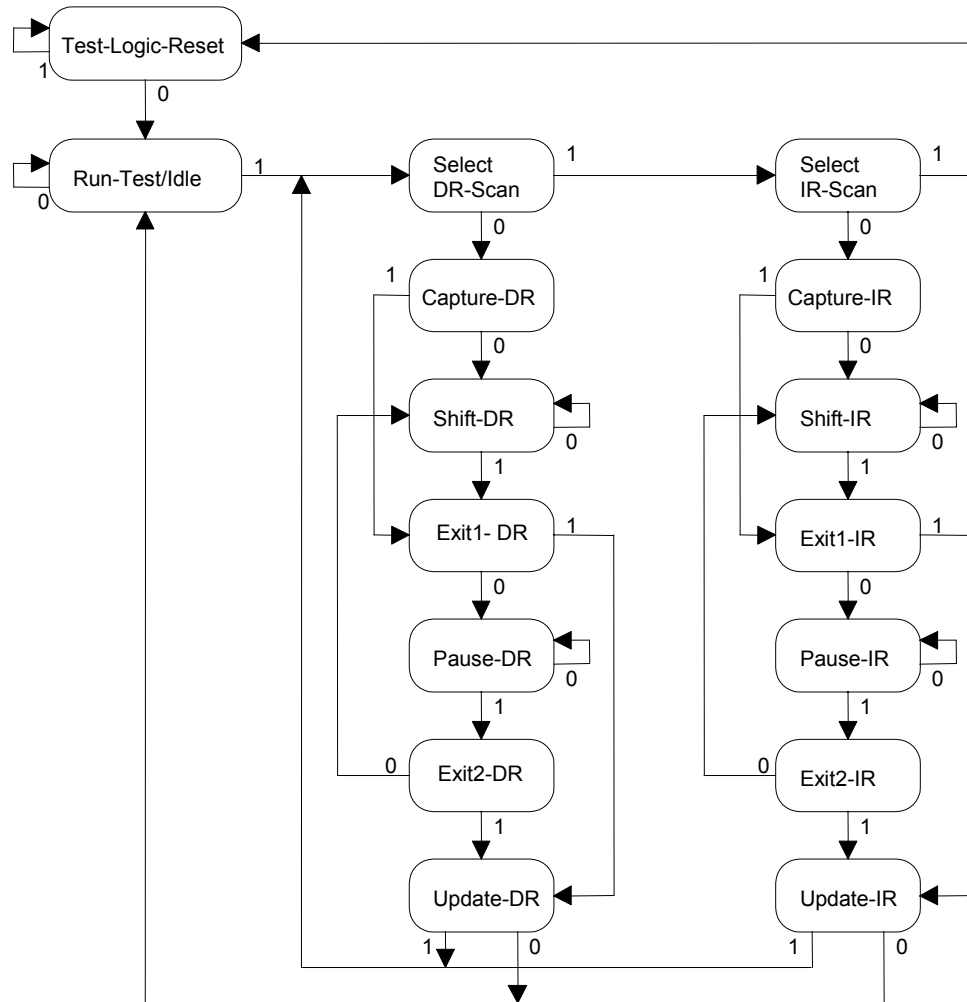 Test-Logic-Reset
1
0
Run-Test/Idle
0
1
Select
DR-Scan
1
0
Select
IR-Scan
1
0
1
Capture-DR
0
1
Capture-IR
0
Shift-DR
0
1
Shift-IR
0
1
Exit1- DR
1
0
Exit1-IR
1
0
Pause-DR
0
1
Pause-IR
0
1
0
Exit2-DR
1
0
Exit2-IR
1
Update-DR
1
0
Update-IR
1
0